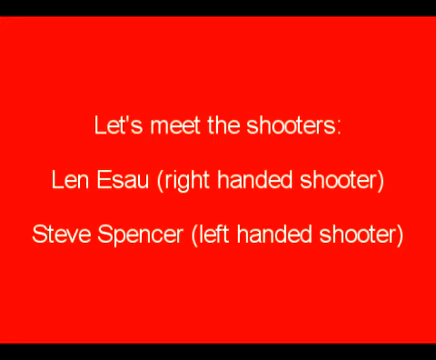 Let's meet the shooters:
Len Esau (right handed shooter)
Steve Spencer (left handed shooter)